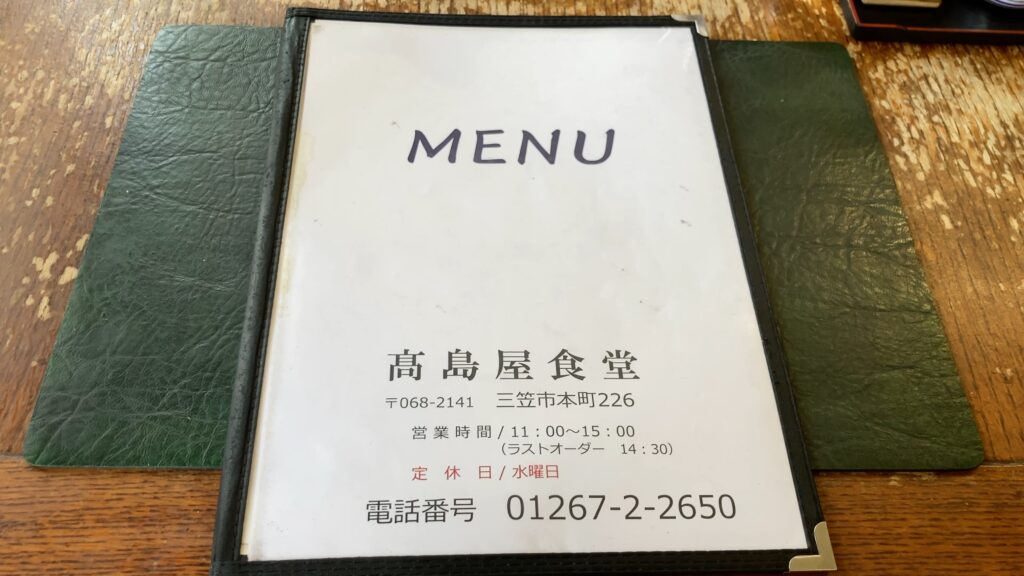 MENU
髙島屋食堂
〒068-2141 三笠市本町226
営業時間/11:00～15:00
(ラストオーダー 14:30)
定休日/水曜日
電話番号 01267-2-2650